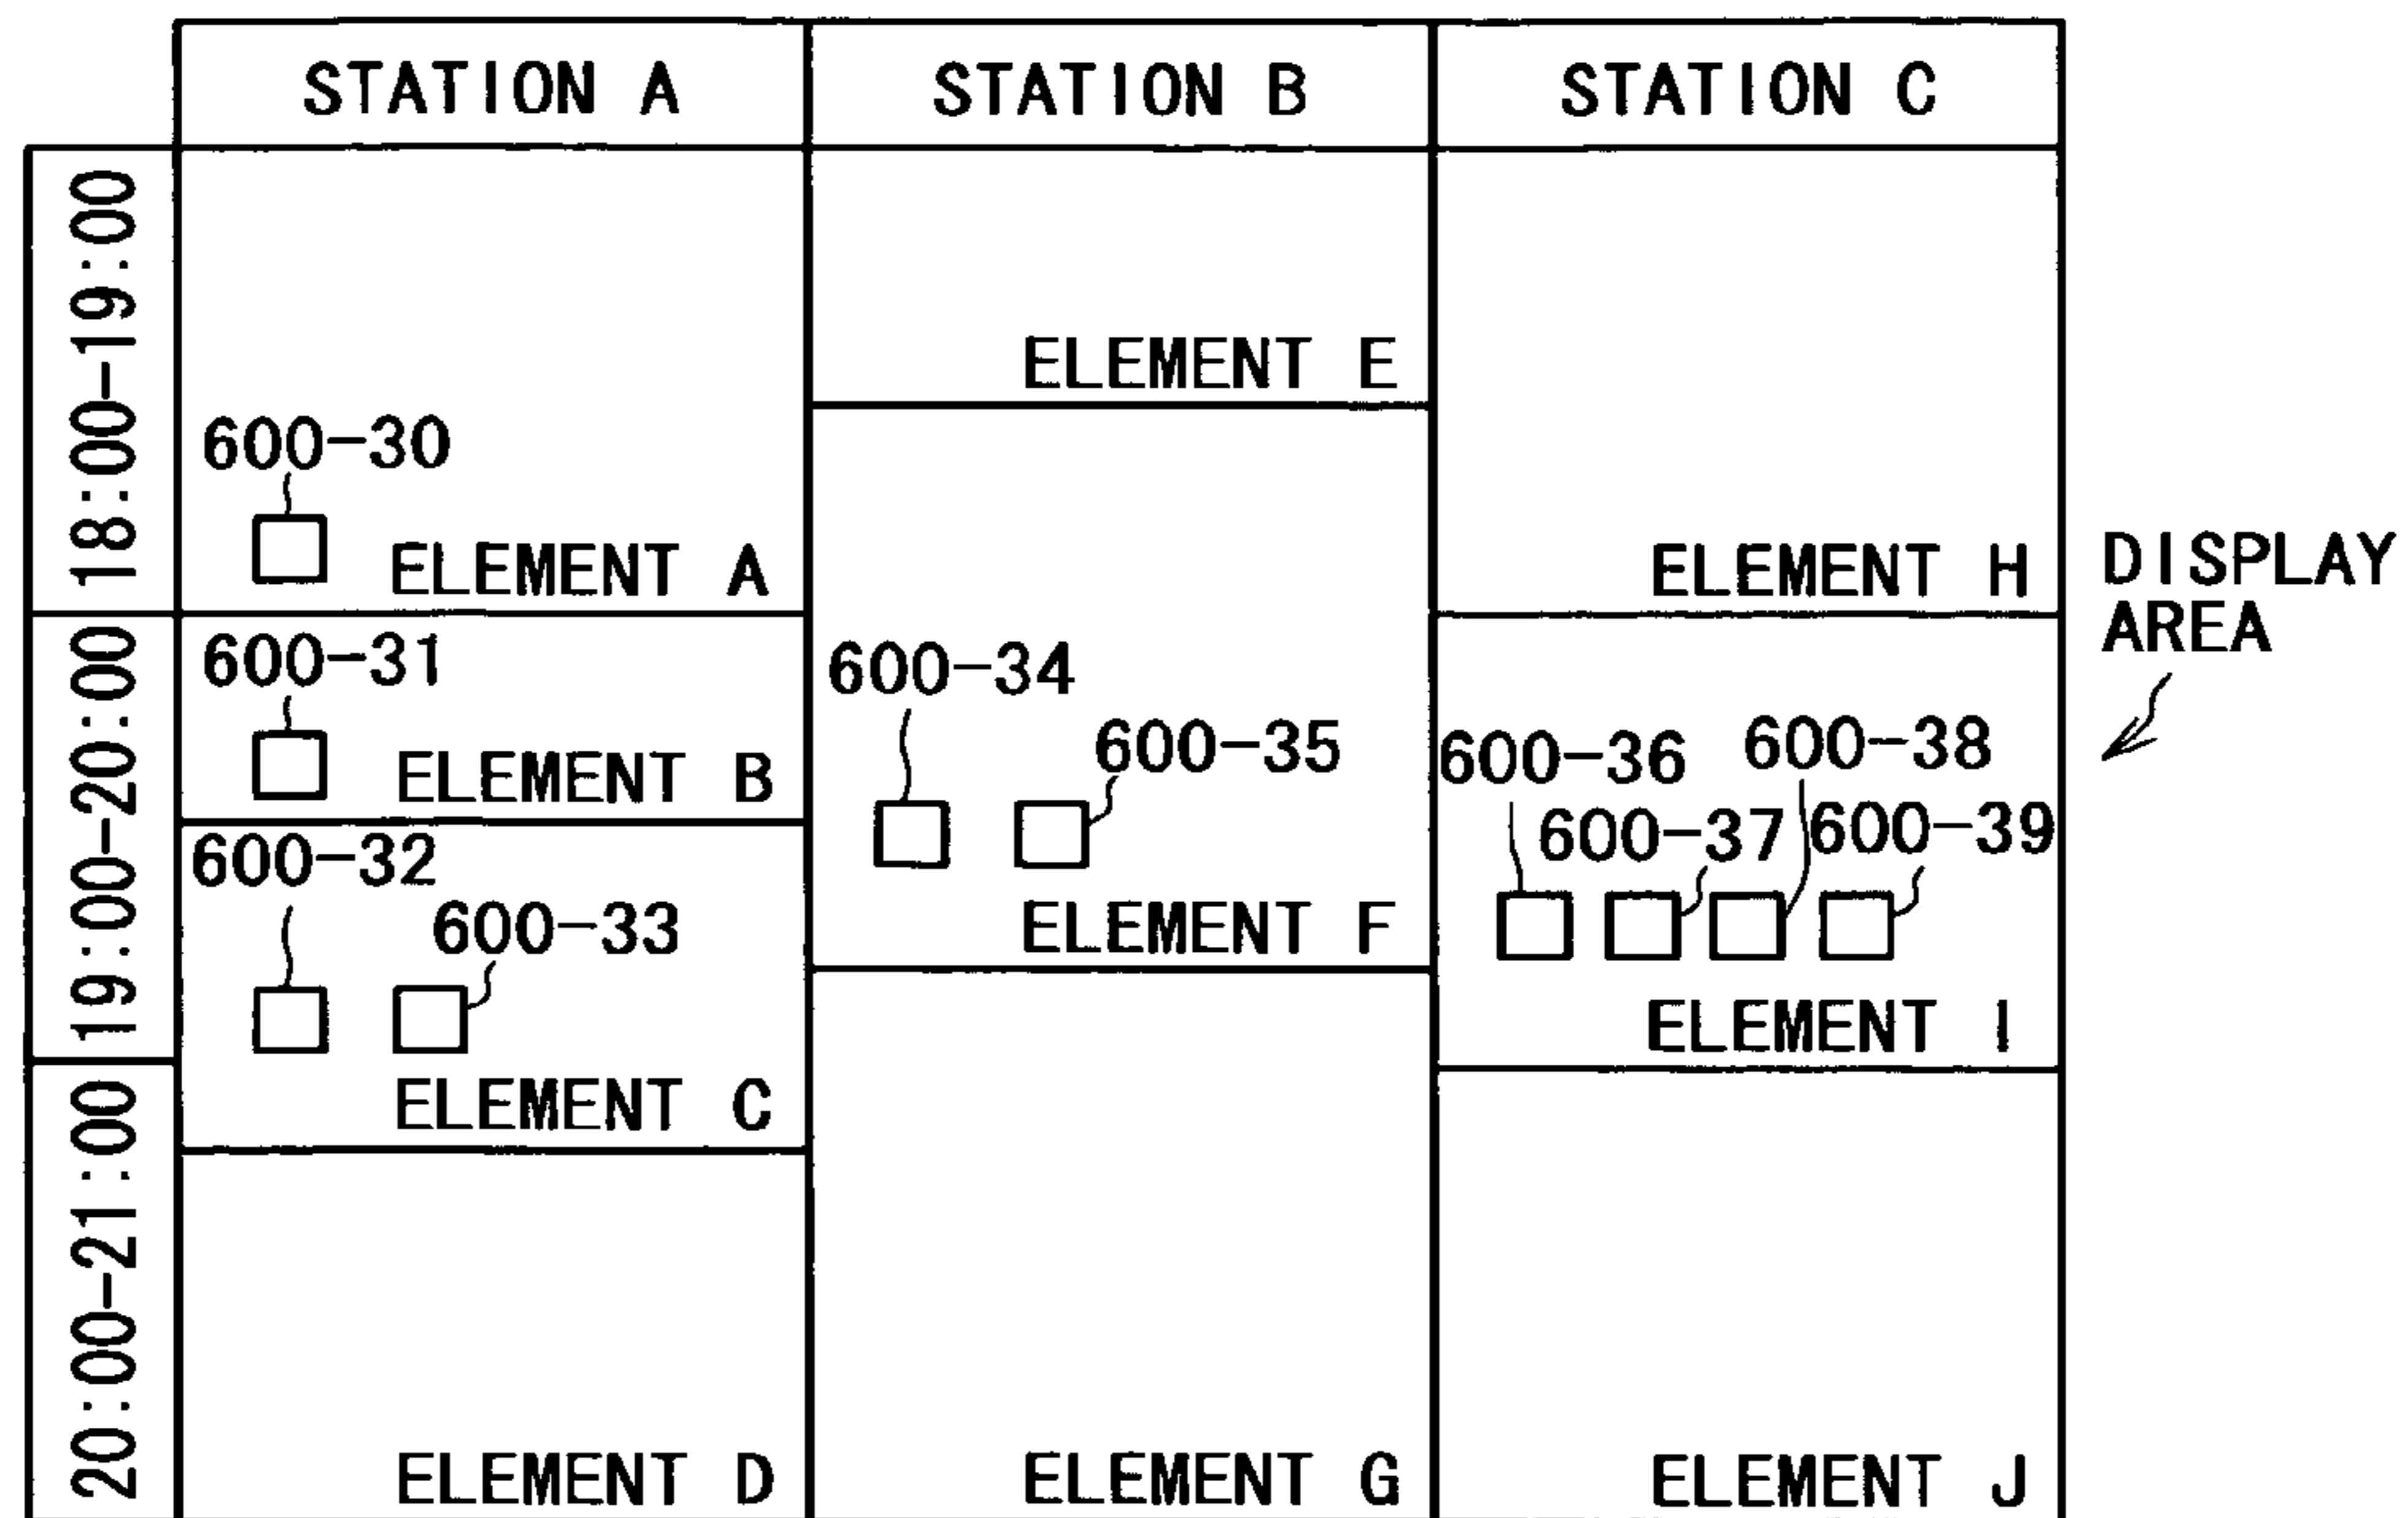 STATION A
STATION B
STATION C
18:00-19:00
ELEMENT E
600-30
ELEMENT A
ELEMENT H
DISPLAY
AREA
19:00-20:00
600-31
ELEMENT B
600-34
600-35
600-36
600-38
600-37
600-39
600-32
600-33
ELEMENT F
ELEMENT I
ELEMENT C
20:00-21:00
ELEMENT D
ELEMENT G
ELEMENT J